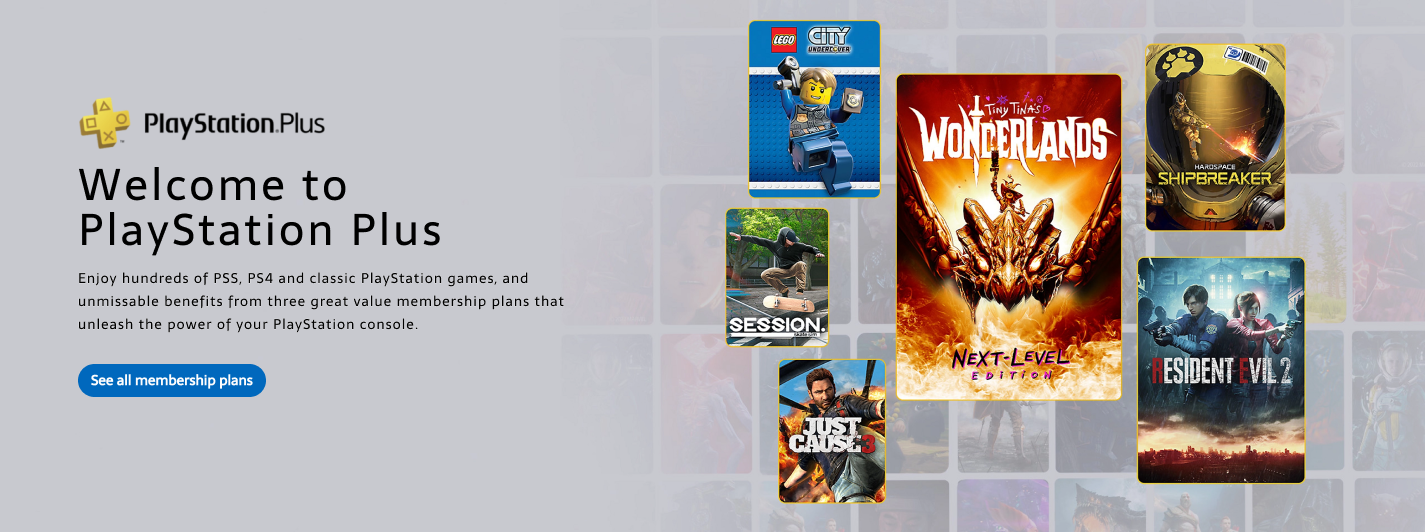 PlayStation.Plus
Welcome to
PlayStation Plus
Enjoy hundreds of PSS, PS4 and classic PlayStation games, and
unmissable benefits from three great value membership plans that
unleash the power of your PlayStation console.
See all membership plans
LEGO CITY
UNDERCOVER
SESSION.
JUST
CAUSE 3
TINY TINA'S
WONDERLANDS
NEXT-LEVEL
EDITION
HARDSPACE
SHIPBREAKER
RESIDENT EVIL 2